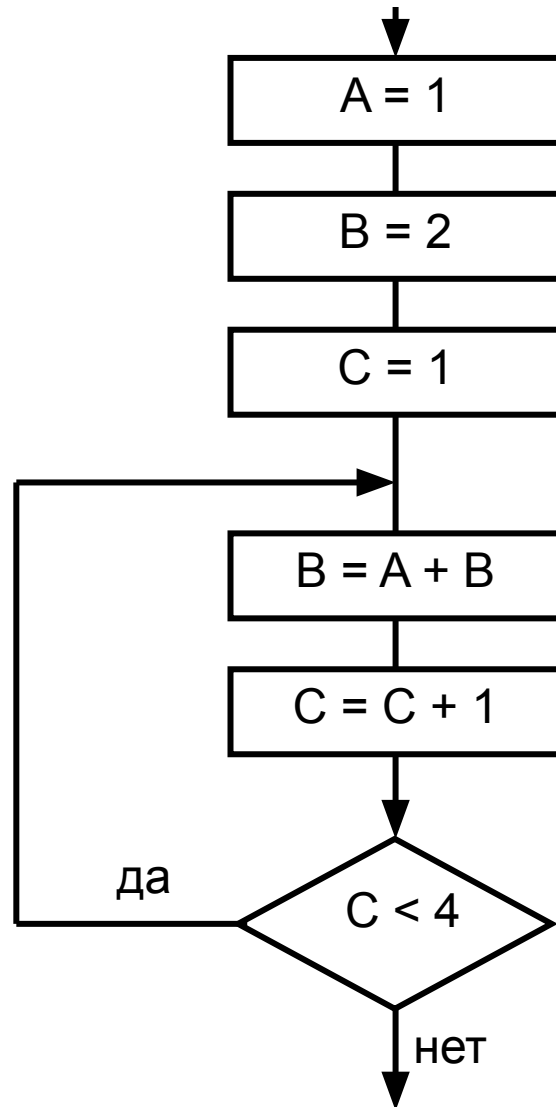 A = 1
B = 2
C = 1
B = A + B
C = C + 1
да
C < 4
нет